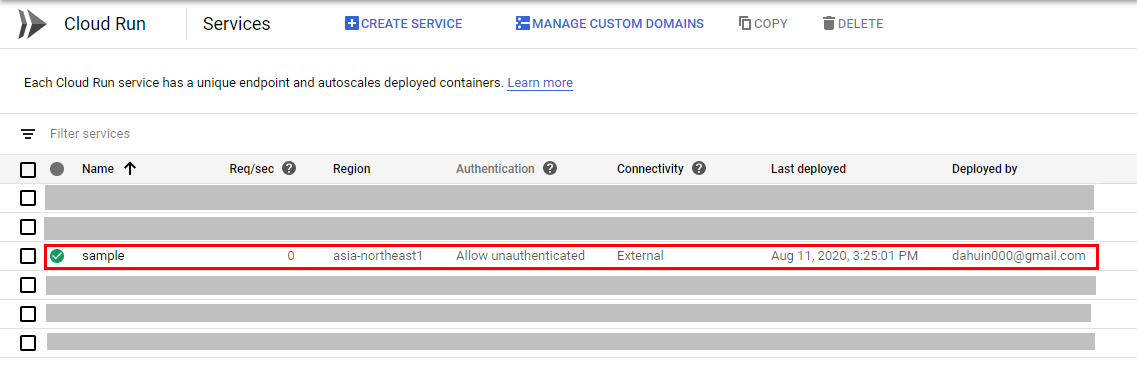 Cloud Run Services CREATE SERVICE MANAGE CUSTOM DOMAINS COPY DELETE
Each Cloud Run service has a unique endpoint and autoscales deployed containers. Learn more
Filter services
Name Req/sec ? Region Authentication ? Connectivity ? Last deployed Deployed by
sample 0 asia-northeast1 Allow unauthenticated External Aug 11, 2020, 3:25:01 PM dahuin000@gmail.com